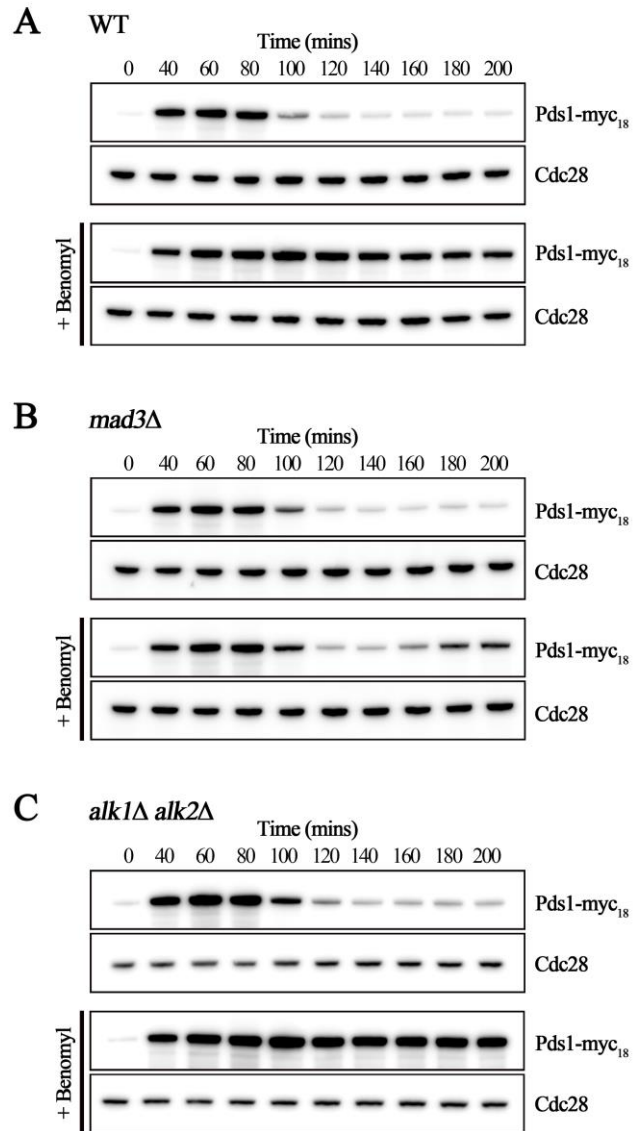 A WT
Time (mins)
0 40 60 80 100 120 140 160 180 200
Pds1-myc₁₈
Cdc28
+ Benomyl
Pds1-myc₁₈
Cdc28
B mad3Δ
Time (mins)
0 40 60 80 100 120 140 160 180 200
Pds1-myc₁₈
Cdc28
+ Benomyl
Pds1-myc₁₈
Cdc28
C alk1Δ alk2Δ
Time (mins)
0 40 60 80 100 120 140 160 180 200
Pds1-myc₁₈
Cdc28
+ Benomyl
Pds1-myc₁₈
Cdc28